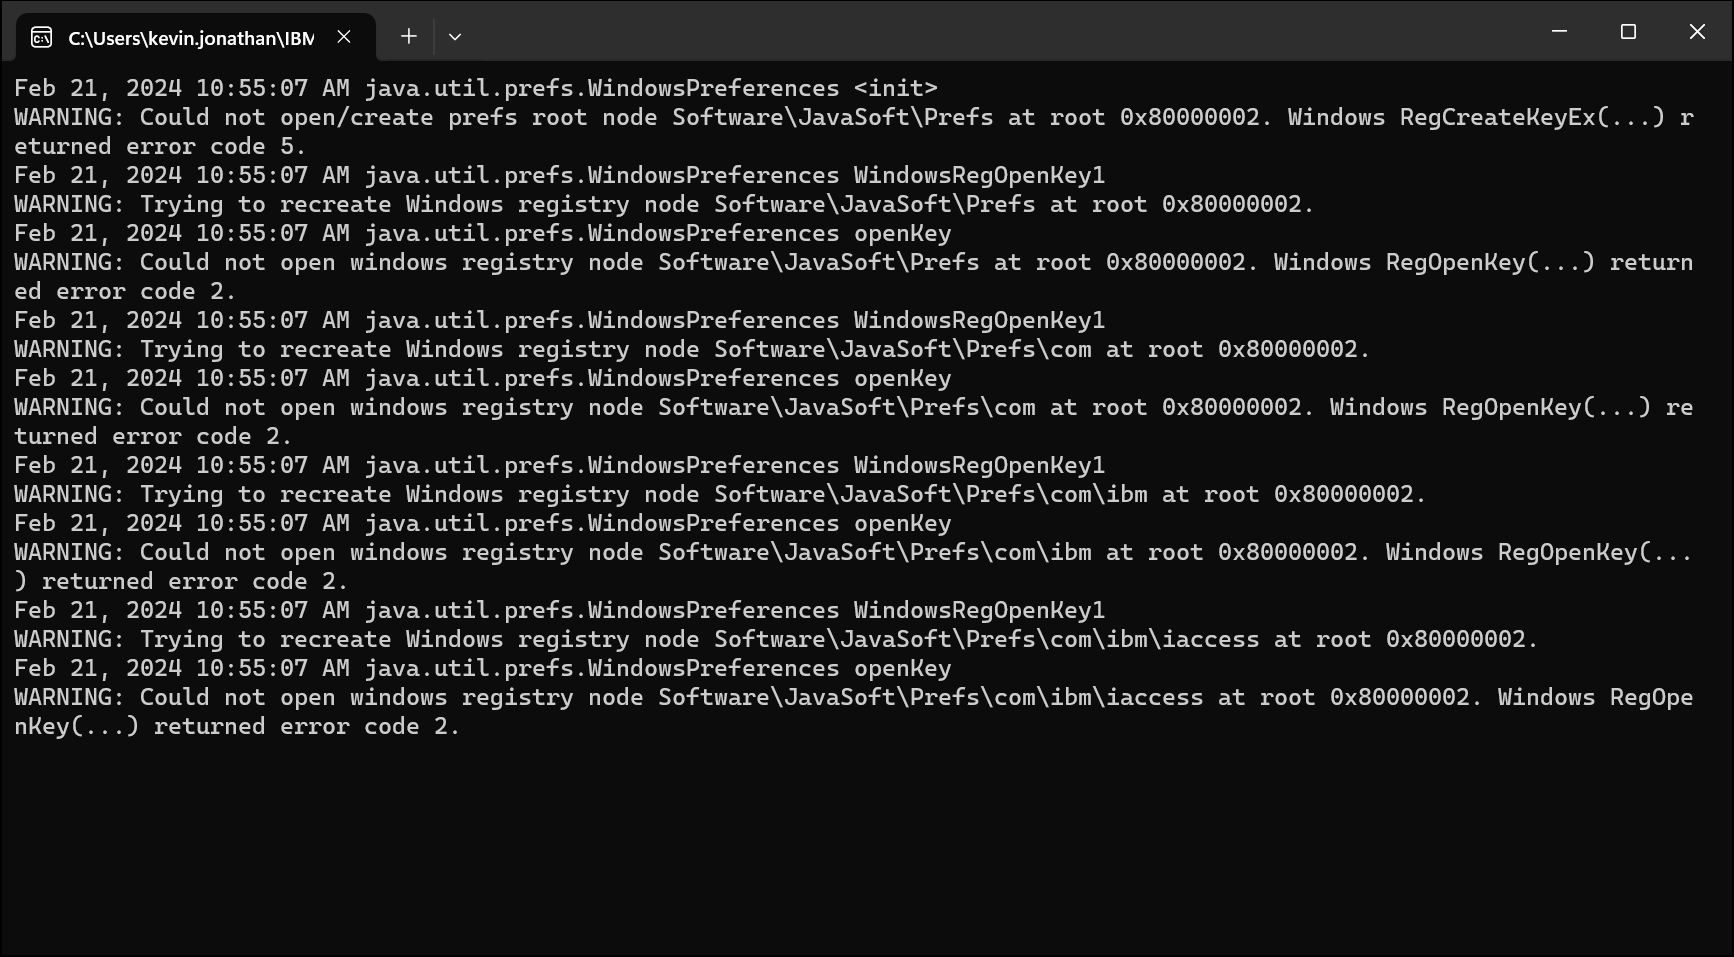 C:\Users\kevin.jonathan\IBM
Feb 21, 2024 10:55:07 AM java.util.prefs.WindowsPreferences <init>
WARNING: Could not open/create prefs root node Software\JavaSoft\Prefs at root 0x80000002. Windows RegCreateKeyEx(...) r
eturned error code 5.
Feb 21, 2024 10:55:07 AM java.util.prefs.WindowsPreferences WindowsRegOpenKey1
WARNING: Trying to recreate Windows registry node Software\JavaSoft\Prefs at root 0x80000002.
Feb 21, 2024 10:55:07 AM java.util.prefs.WindowsPreferences openKey
WARNING: Could not open windows registry node Software\JavaSoft\Prefs at root 0x80000002. Windows RegOpenKey(...) return
ed error code 2.
Feb 21, 2024 10:55:07 AM java.util.prefs.WindowsPreferences WindowsRegOpenKey1
WARNING: Trying to recreate Windows registry node Software\JavaSoft\Prefs\com at root 0x80000002.
Feb 21, 2024 10:55:07 AM java.util.prefs.WindowsPreferences openKey
WARNING: Could not open windows registry node Software\JavaSoft\Prefs\com at root 0x80000002. Windows RegOpenKey(...) re
turned error code 2.
Feb 21, 2024 10:55:07 AM java.util.prefs.WindowsPreferences WindowsRegOpenKey1
WARNING: Trying to recreate Windows registry node Software\JavaSoft\Prefs\com\ibm at root 0x80000002.
Feb 21, 2024 10:55:07 AM java.util.prefs.WindowsPreferences openKey
WARNING: Could not open windows registry node Software\JavaSoft\Prefs\com\ibm at root 0x80000002. Windows RegOpenKey(...
) returned error code 2.
Feb 21, 2024 10:55:07 AM java.util.prefs.WindowsPreferences WindowsRegOpenKey1
WARNING: Trying to recreate Windows registry node Software\JavaSoft\Prefs\com\ibm\iaccess at root 0x80000002.
Feb 21, 2024 10:55:07 AM java.util.prefs.WindowsPreferences openKey
WARNING: Could not open windows registry node Software\JavaSoft\Prefs\com\ibm\iaccess at root 0x80000002. Windows RegOpe
nKey(...) returned error code 2.